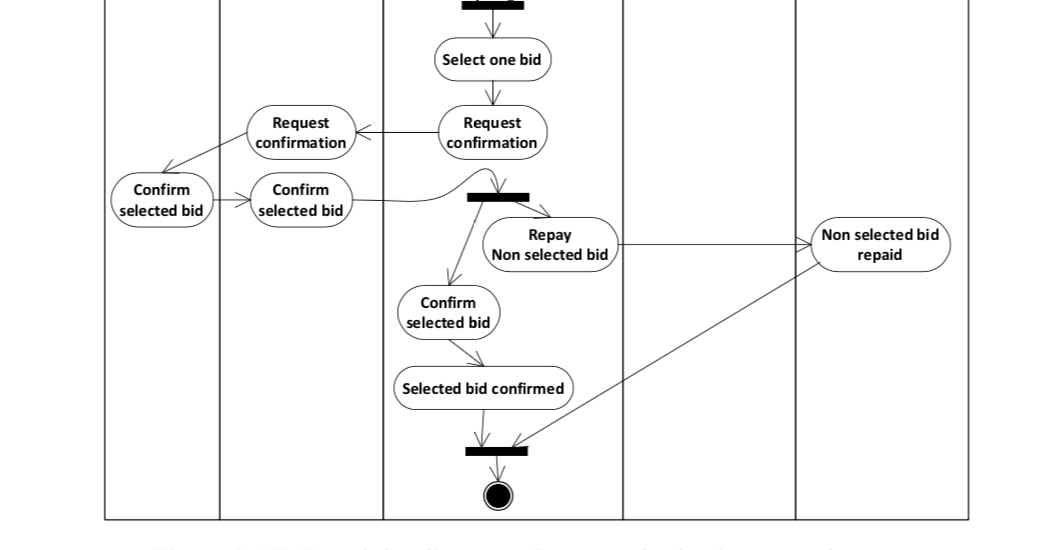 Select one bid
Request
confirmation
Request
confirmation
Confirm
selected bid
Confirm
selected bid
Repay
Non selected bid
Non selected bid
repaid
Confirm
selected bid
Selected bid confirmed